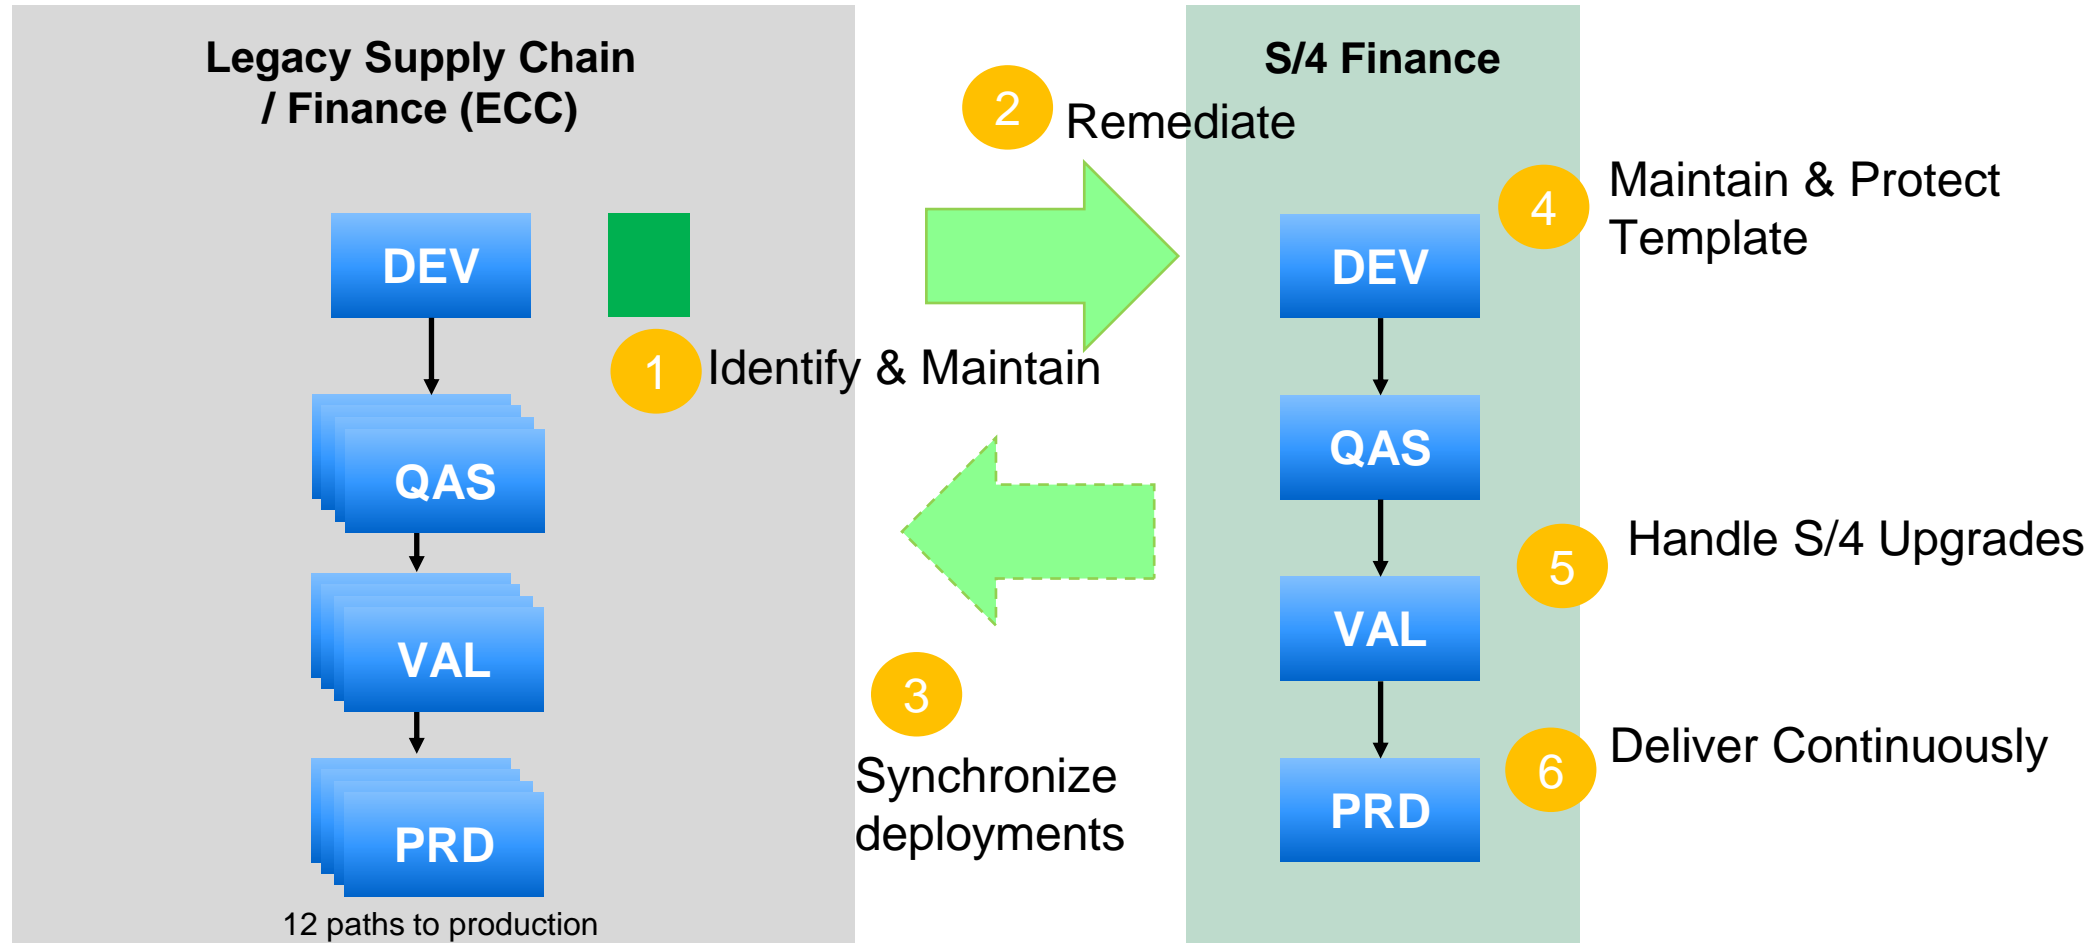 Legacy Supply Chain
/ Finance (ECC)
DEV
QAS
VAL
PRD
12 paths to production
1
Identify & Maintain
2
Remediate
3
Synchronize
deployments
S/4 Finance
DEV
QAS
VAL
PRD
4
Maintain & Protect
Template
5
Handle S/4 Upgrades
6
Deliver Continuously